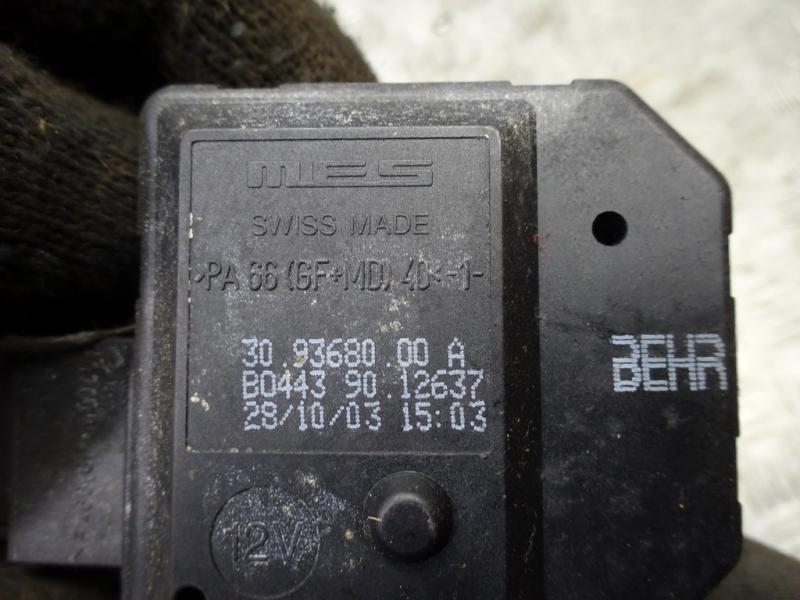 MES
SWISS MADE
>PA 66 (GF+MD) 40<-1-
30.93680.00 A
B0443 90.12637
28/10/03 15:03
BEHR
12V